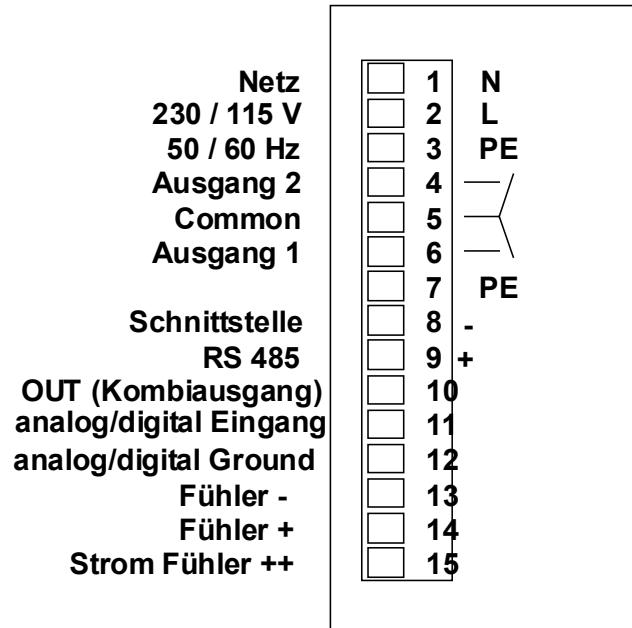 Netz 1 N
230 / 115 V 2 L
50 / 60 Hz 3 PE
Ausgang 2 4
Common 5
Ausgang 1 6
7 PE
Schnittstelle 8 -
RS 485 9 +
OUT (Kombiausgang) 10
analog/digital Eingang 11
analog/digital Ground 12
Fühler - 13
Fühler + 14
Strom Fühler ++ 15